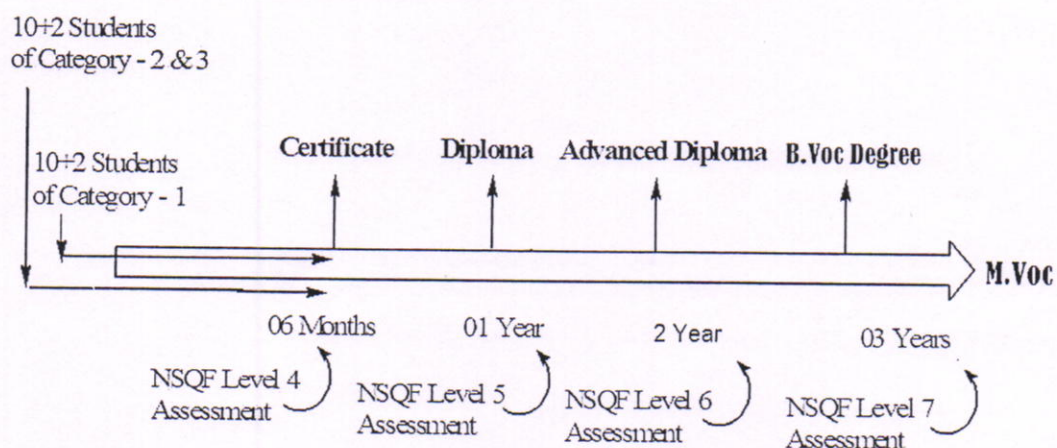 10+2 Students
of Category - 2 & 3
10+2 Students
of Category - 1
Certificate
Diploma
Advanced Diploma
B.Voc Degree
M.Voc
06 Months
01 Year
2 Year
03 Years
NSQF Level 4
Assessment
NSQF Level 5
Assessment
NSQF Level 6
Assessment
NSQF Level 7
Assessment